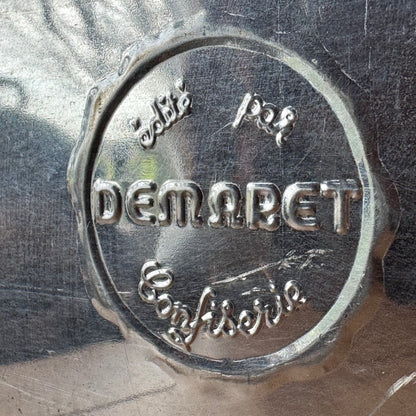 édité par
DEMARET
Confiserie